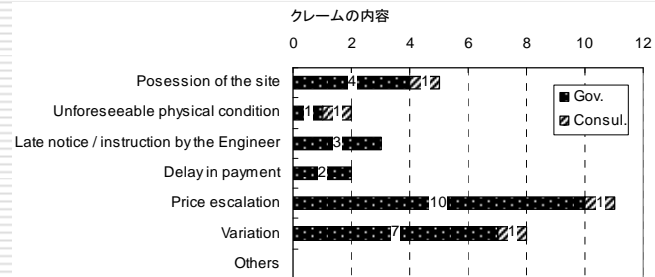 クレームの内容
0 2 4 6 8 10 12
Posession of the site 4 1
Unforeseeable physical condition 1 1
Late notice / instruction by the Engineer 3
Delay in payment 2
Price escalation 10 1
Variation 7 1
Others
Gov.
Consul.